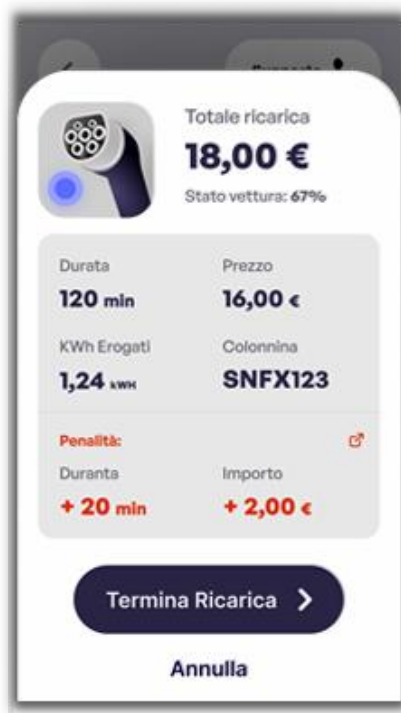 Totale ricarica
18,00 €
Stato vettura: 67%
Durata Prezzo
120 min 16,00 €
KWh Erogati Colonnina
1,24 kWH SNFX123
Penalità:
Duranta Importo
+ 20 min + 2,00 €
Termina Ricarica
Annulla